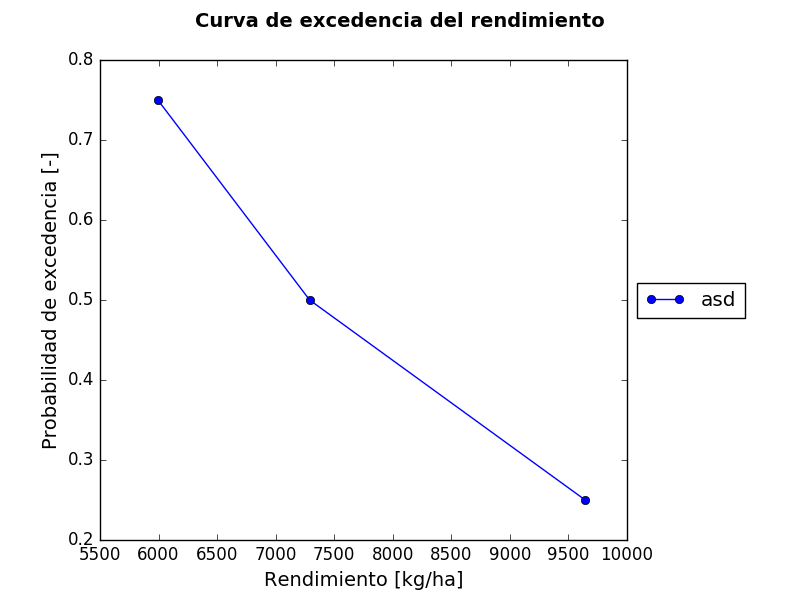 Curva de excedencia del rendimiento
0.8
0.7
0.6
0.5
0.4
0.3
0.2
Probabilidad de excedencia [-]
asd
5500 6000 6500 7000 7500 8000 8500 9000 9500 10000
Rendimiento [kg/ha]